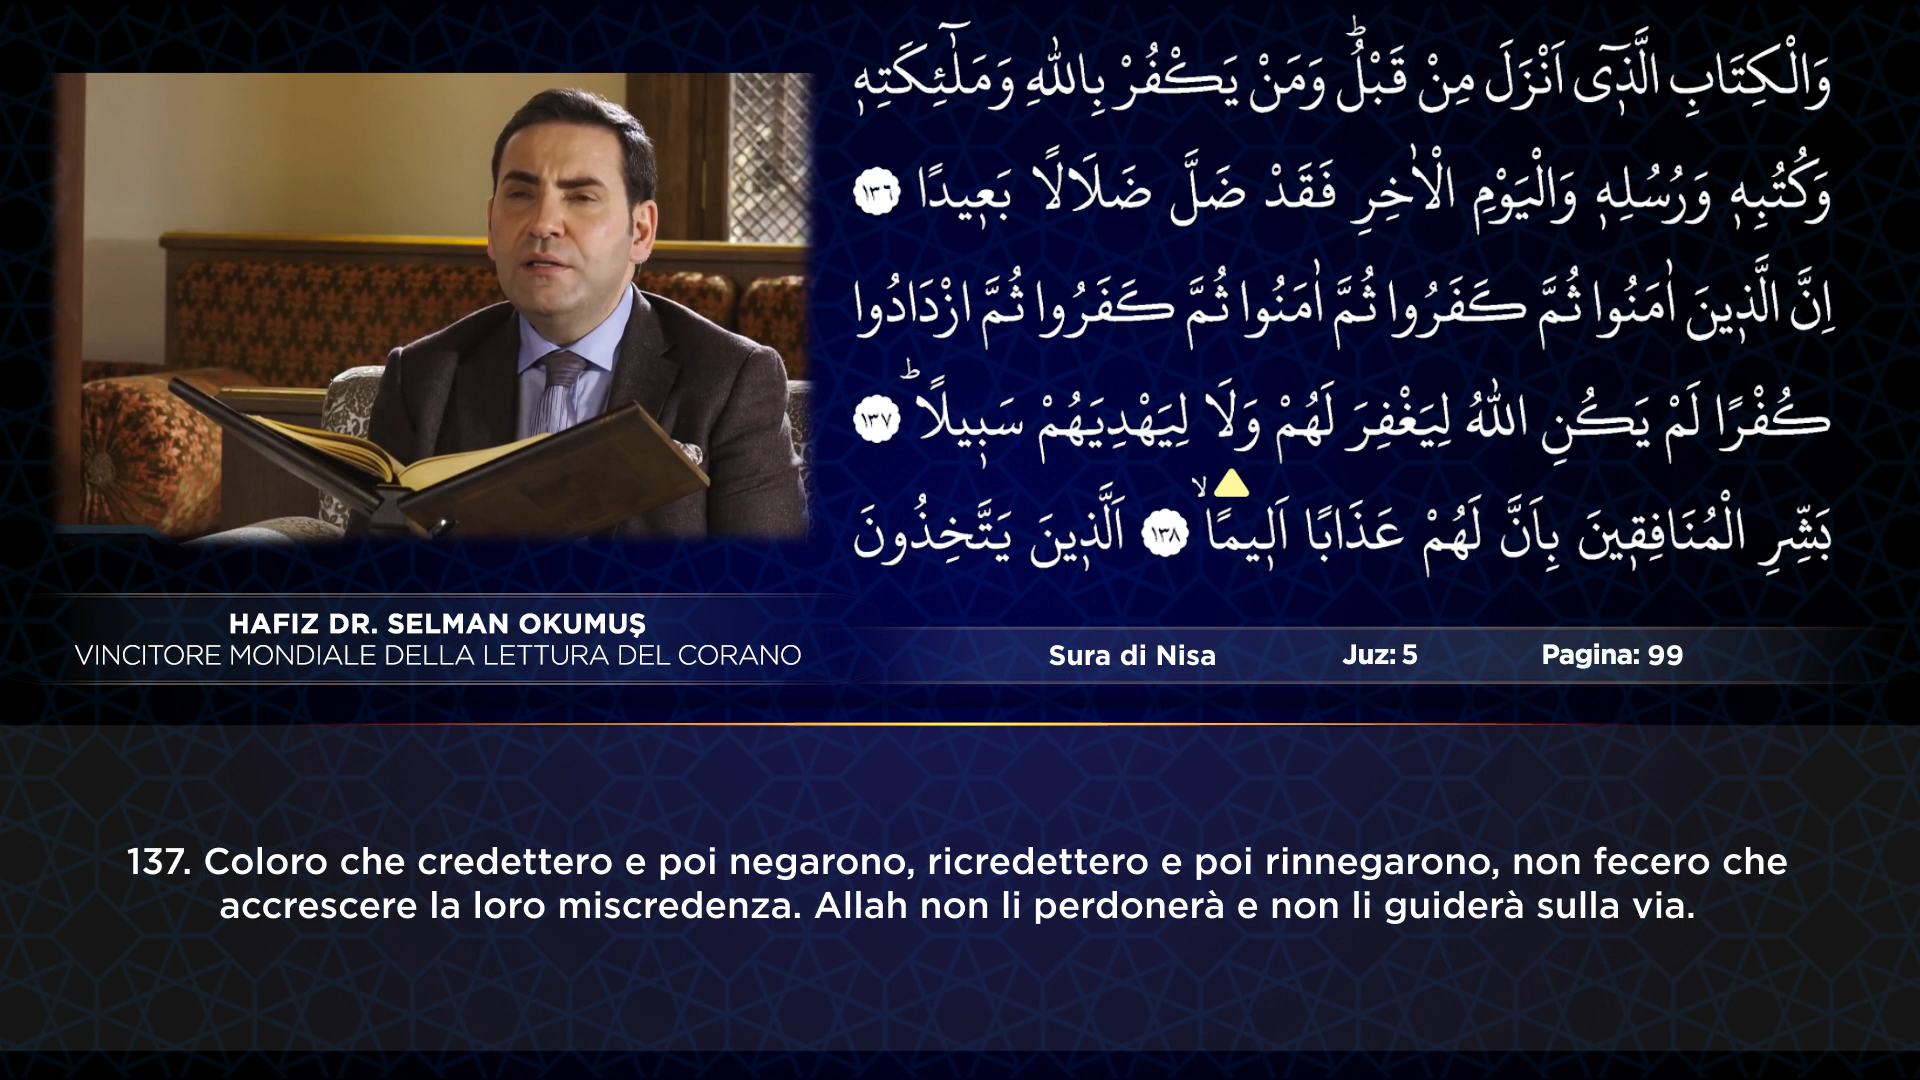 وَالْكِتَابِ الَّذ۪ٓي اَنْزَلَ مِنْ قَبْلُۜ وَمَنْ يَكْفُرْ بِاللّٰهِ وَمَلٰٓئِكَتِه۪
وَكُتُبِه۪ وَرُسُلِه۪ وَالْيَوْمِ الْاٰخِرِ فَقَدْ ضَلَّ ضَلَالًا بَع۪يدًا ﴿١٣٦﴾
اِنَّ الَّذ۪ينَ اٰمَنُوا ثُمَّ كَفَرُوا ثُمَّ اٰمَنُوا ثُمَّ كَفَرُوا ثُمَّ ازْدَادُوا
كُفْرًا لَمْ يَكُنِ اللّٰهُ لِيَغْفِرَ لَهُمْ وَلَا لِيَهْدِيَهُمْ سَب۪يلًاۜ ﴿١٣٧﴾
بَشِّرِ الْمُنَافِق۪ينَ بِاَنَّ لَهُمْ عَذَابًا اَل۪يمًاۙ ﴿١٣٨﴾ اَلَّذ۪ينَ يَتَّخِذُونَ
HAFIZ DR. SELMAN OKUMUŞ
VINCITORE MONDIALE DELLA LETTURA DEL CORANO
Sura di Nisa Juz: 5 Pagina: 99
137. Coloro che credettero e poi negarono, ricredettero e poi rinnegarono, non fecero che
accrescere la loro miscredenza. Allah non li perdonerà e non li guiderà sulla via.